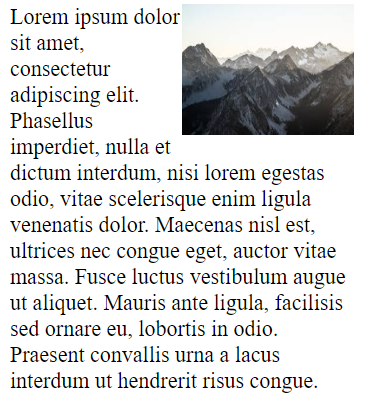 Lorem ipsum dolor
sit amet,
consectetur
adipiscing elit.
Phasellus
imperdiet, nulla et
dictum interdum, nisi lorem egestas
odio, vitae scelerisque enim ligula
venenatis dolor. Maecenas nisl est,
ultrices nec congue eget, auctor vitae
massa. Fusce luctus vestibulum augue
ut aliquet. Mauris ante ligula, facilisis
sed ornare eu, lobortis in odio.
Praesent convallis urna a lacus
interdum ut hendrerit risus congue.